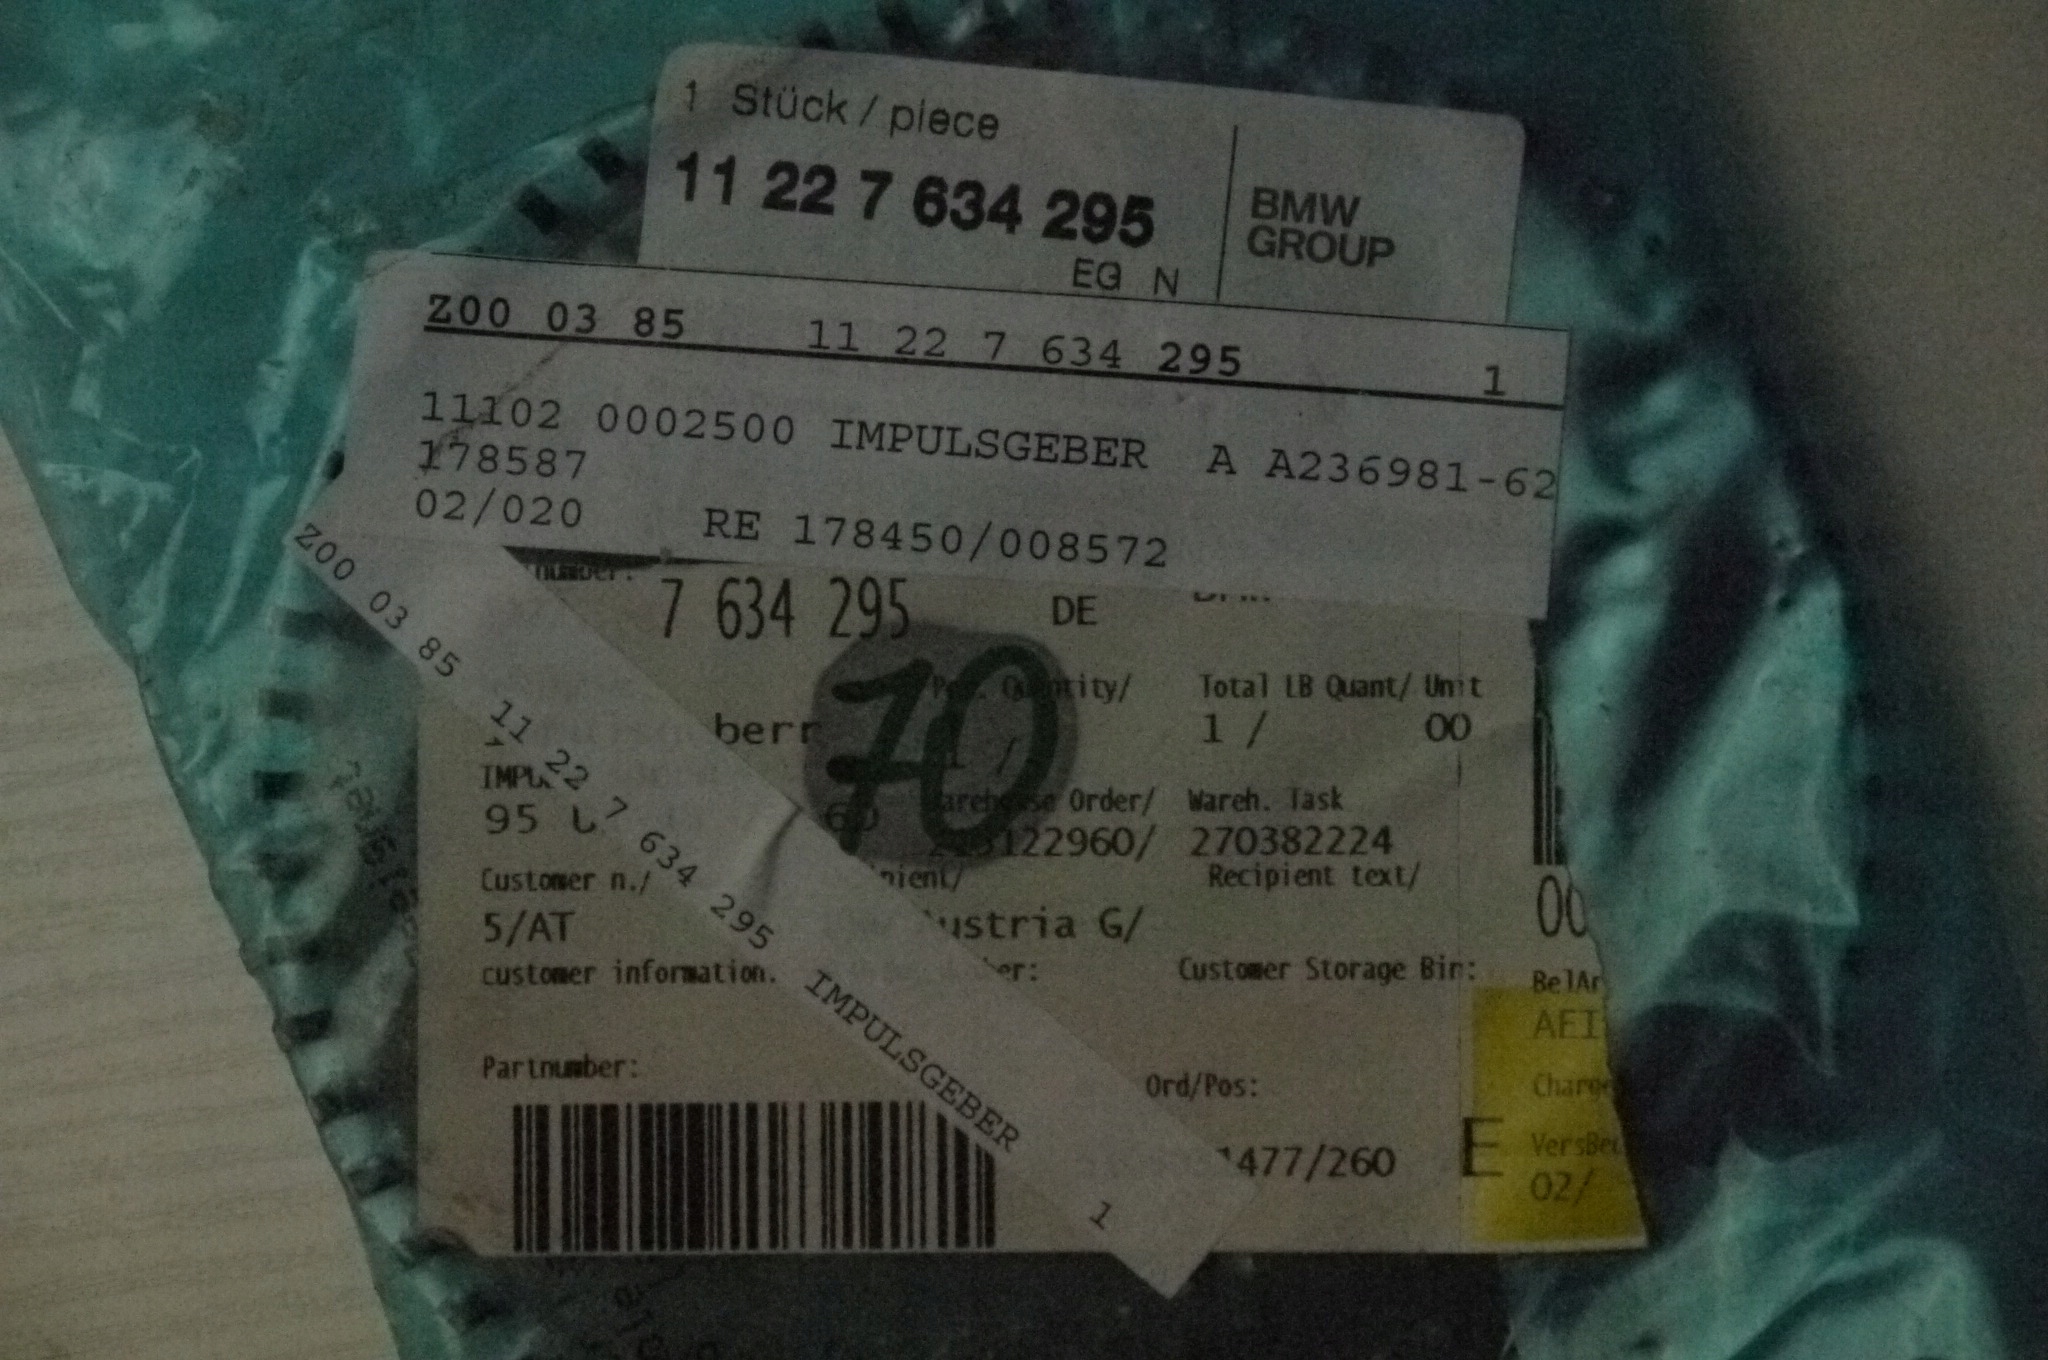 1 Stück / piece
11 22 7 634 295
EG N
BMW
GROUP
Z00 03 85 11 22 7 634 295 1
11102 0002500 IMPULSGEBER A A236981-62
178587
02/020 RE 178450/008572
7 634 295 DE
Total LB Quant/ Unit
1 / 00
70
Order/ Wareh. Task
270382224
Customer n./ Recipient text/
5/AT
G/
customer information. Customer Storage Bin:
Partnumber: Ord/Pos:
1477/260
E
02/
Z00 03 85 11 22 7 634 295 IMPULSGEBER 1